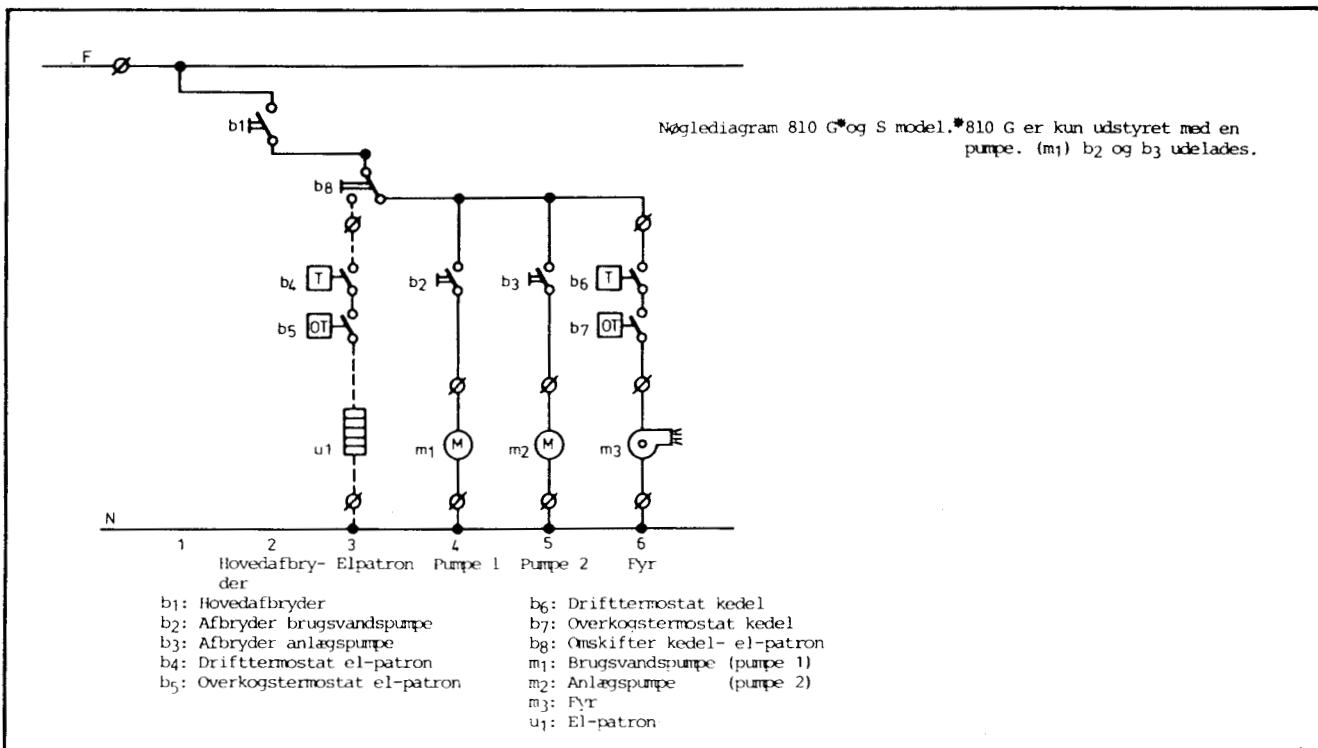 F
Nøglediagram 810 G*og S model.*810 G er kun udstyret med en
pumpe. (m1) b2 og b3 udelades.
b1
b8
b4 T
b2
b3
b6 T
b5 OT
b7 OT
u1
m1 M
m2 M
m3
N
1 2 3 4 5 6
Hovedafbry- Elpatron Pumpe 1 Pumpe 2 Fyr
der
b1: Hovedafbryder
b2: Afbryder brugsvandspumpe
b3: Afbryder anlægspumpe
b4: Drifttermostat el-patron
b5: Overkogstermostat el-patron
b6: Drifttermostat kedel
b7: Overkogstermostat kedel
b8: Omskifter kedel- el-patron
m1: Brugsvandspumpe (pumpe 1)
m2: Anlægspumpe (pumpe 2)
m3: Fyr
u1: El-patron